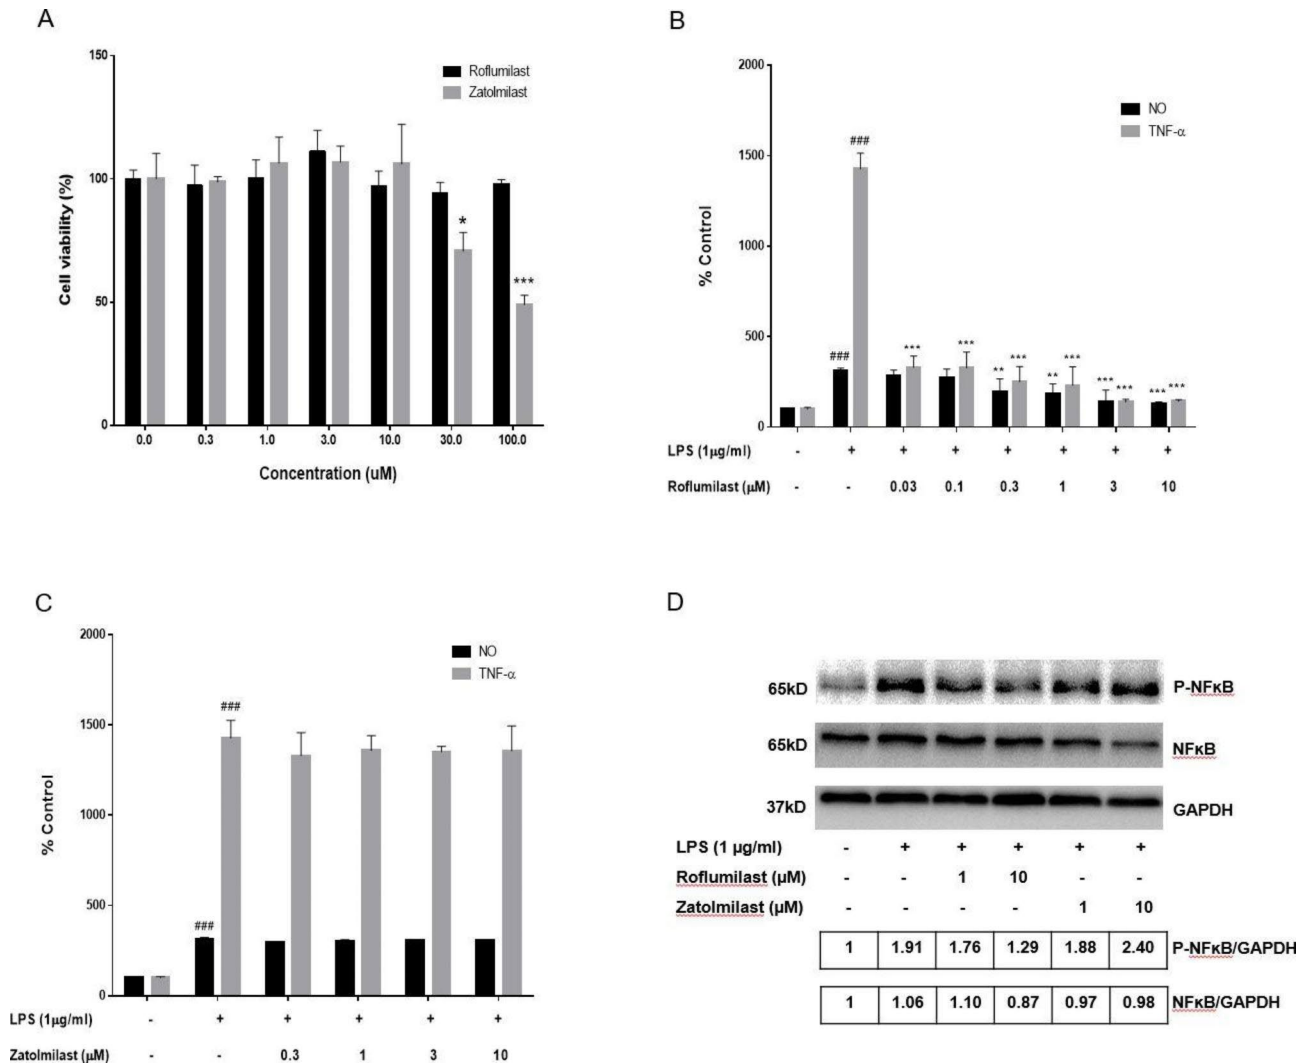 A
150
100
50
0
Cell viability (%)
Roflumilast
Zatolmilast
*
***
0.0 0.3 1.0 3.0 10.0 30.0 100.0
Concentration (uM)
B
2000
1500
1000
500
0
% Control
NO
TNF-α
### ###
*** *** ** *** ** *** *** *** *** ***
LPS (1μg/ml) - + + + + + + +
Roflumilast (μM) - - 0.03 0.1 0.3 1 3 10
C
2000
1500
1000
500
0
% Control
NO
TNF-α
### ###
LPS (1μg/ml) - + + + + +
Zatolmilast (μM) - - 0.3 1 3 10
D
65kD P-NFκB
65kD NFκB
37kD GAPDH
LPS (1 μg/ml) - + + + + +
Roflumilast (μM) - - 1 10 - -
Zatolmilast (μM) - - - - 1 10
1 1.91 1.76 1.29 1.88 2.40 P-NFκB/GAPDH
1 1.06 1.10 0.87 0.97 0.98 NFκB/GAPDH